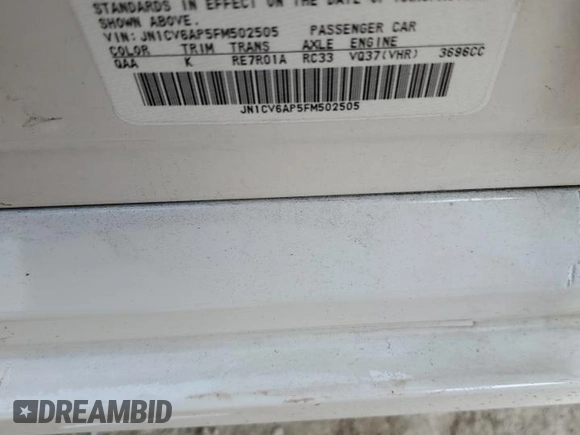 STANDARDS IN EFFECT ON THE DATE OF
SHOWN ABOVE.
VIN: JN1CV6AP5FM502505 PASSENGER CAR
COLOR TRIM TRANS AXLE ENGINE
QAA K RE7R01A RC33 VQ37(VHR) 3696CC
JN1CV6AP5FM502505
DREAMBID